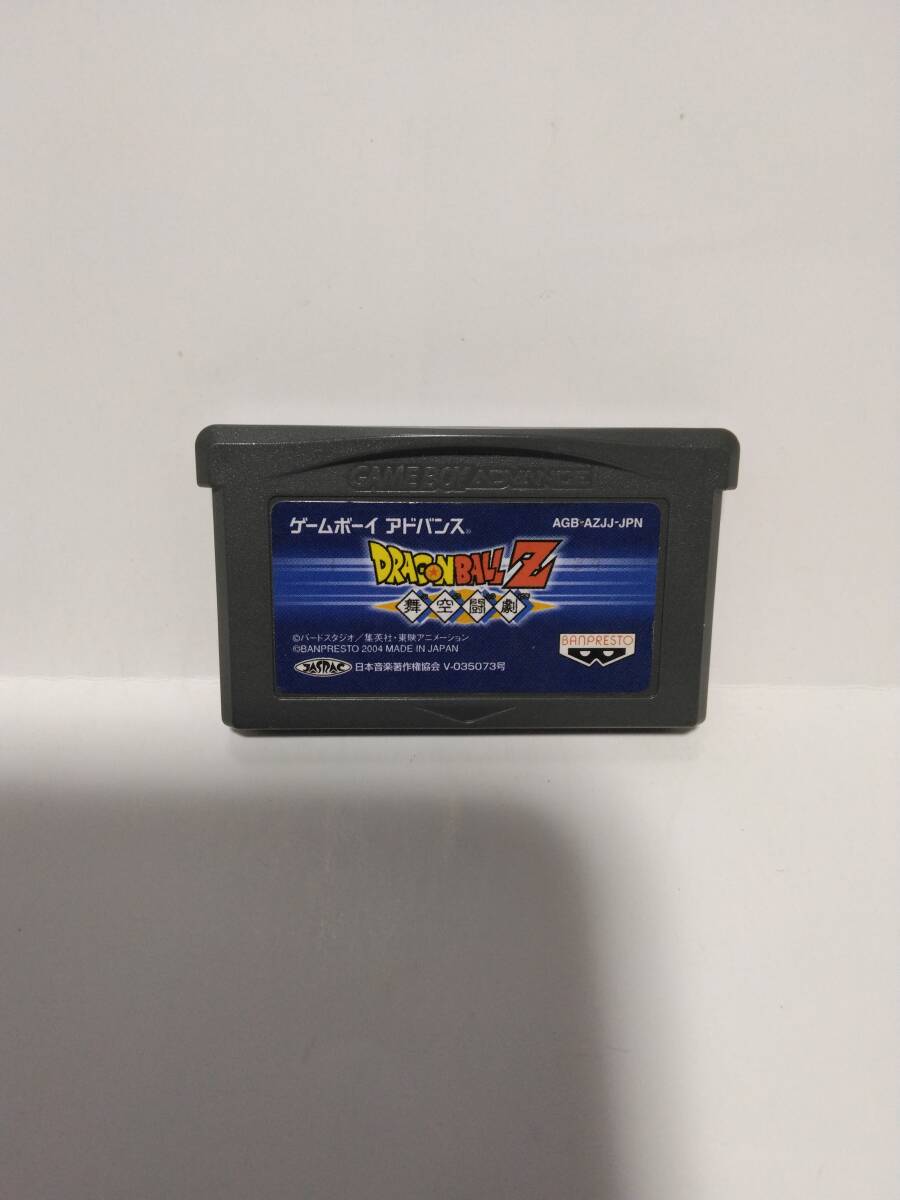 GAME BOY ADVANCE
ゲームボーイ アドバンス® AGB-AZJJ-JPN
DRAGON BALL Z
舞空闘劇
©バードスタジオ／集英社・東映アニメーション
©BANPRESTO 2004 MADE IN JAPAN
BANPRESTO
JASRAC 日本音楽著作権協会 V-035073号